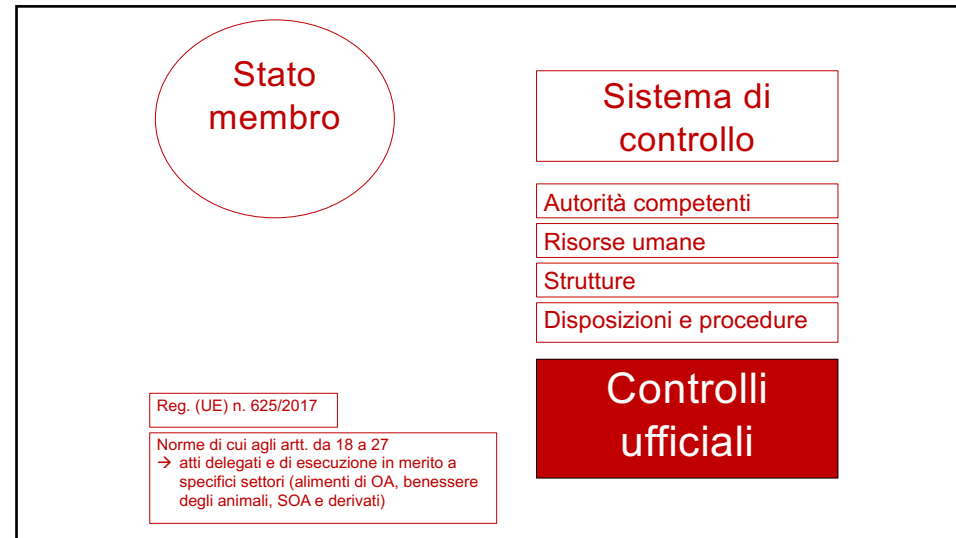 Stato
membro
Sistema di
controllo
Autorità competenti
Risorse umane
Strutture
Disposizioni e procedure
Controlli
ufficiali
Reg. (UE) n. 625/2017
Norme di cui agli artt. da 18 a 27
→ atti delegati e di esecuzione in merito a
specifici settori (alimenti di OA, benessere
degli animali, SOA e derivati)